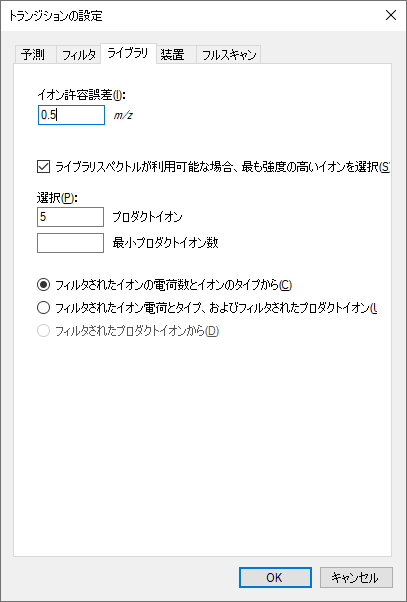 トランジションの設定
予測 フィルタ ライブラリ 装置 フルスキャン
イオン許容誤差(I):
0.5 m/z
ライブラリスペクトルが利用可能な場合、最も強度の高いイオンを選択(S
選択(P):
5 プロダクトイオン
最小プロダクトイオン数
フィルタされたイオンの電荷数とイオンのタイプから(C)
フィルタされたイオン電荷とタイプ、およびフィルタされたプロダクトイオン(U
フィルタされたプロダクトイオンから(D)
OK キャンセル